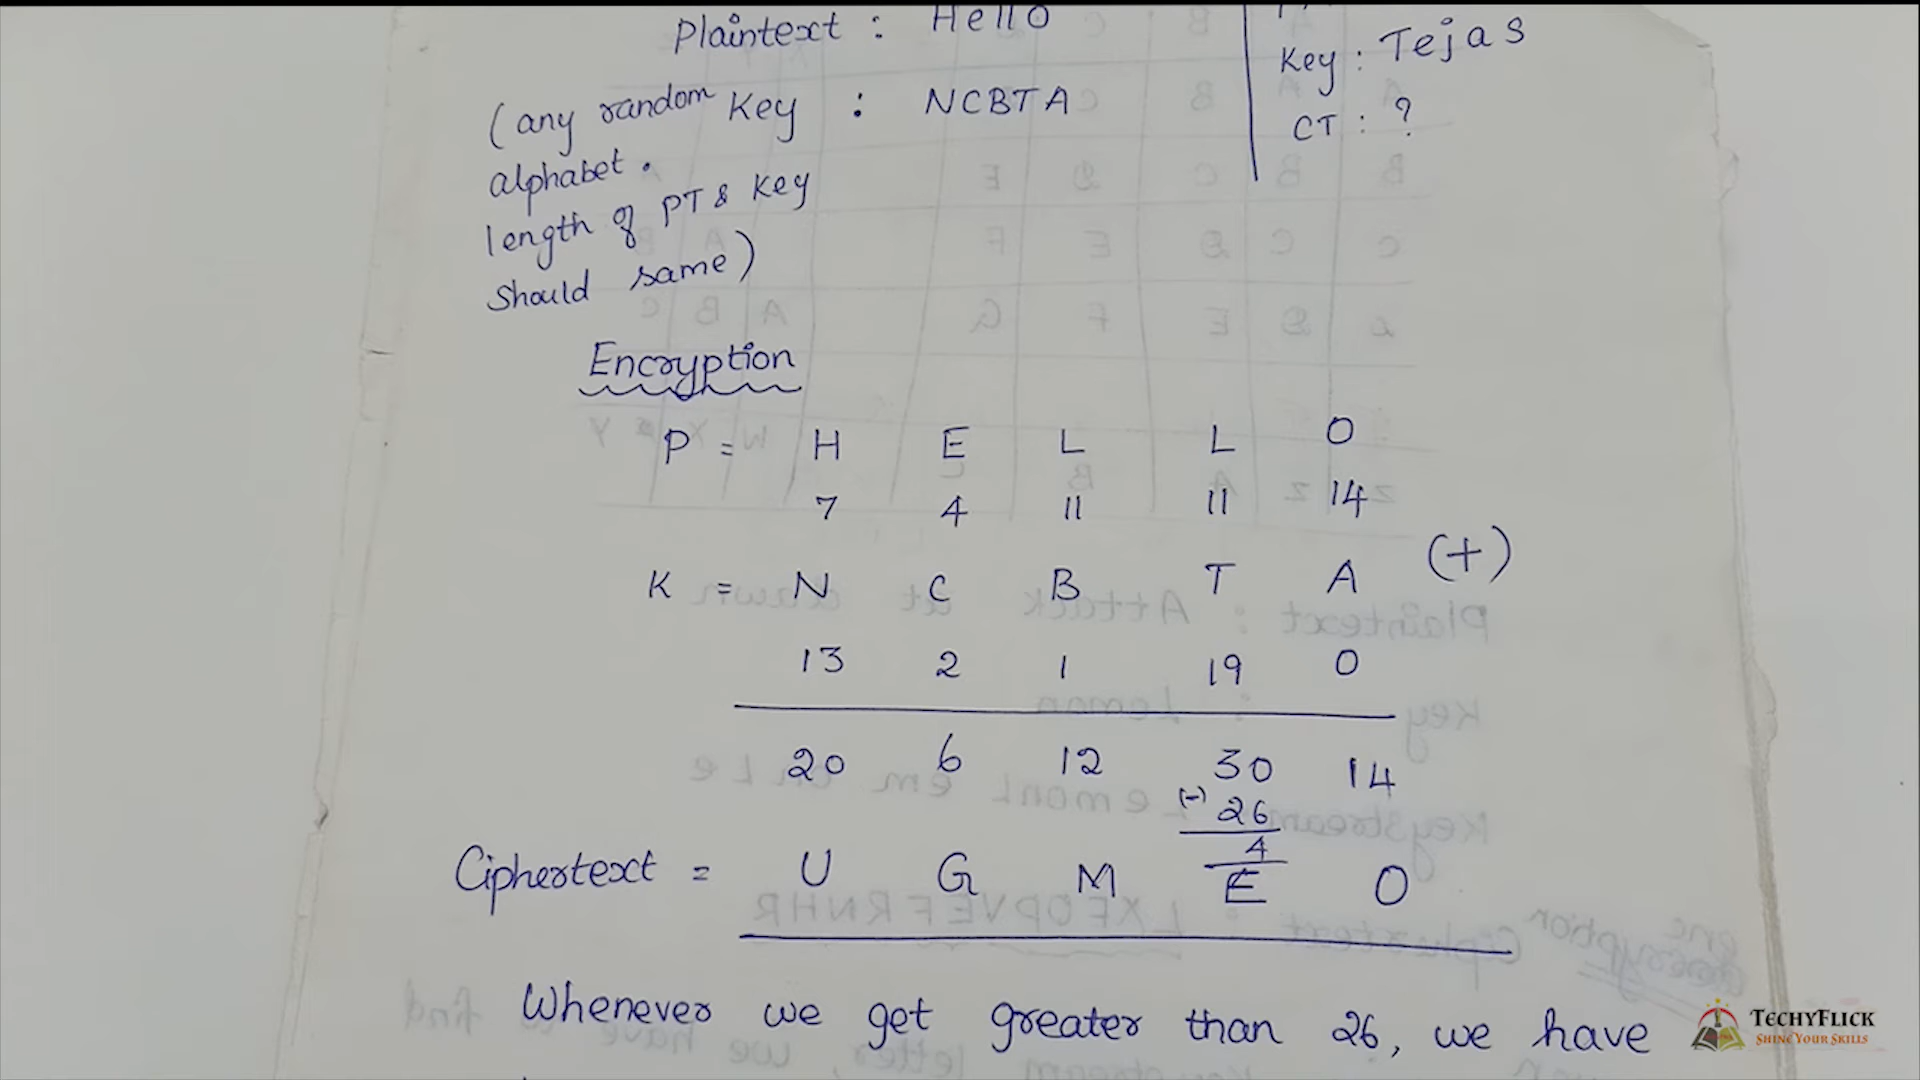 Plaintext : Hello
(any random Key : NCBTA
alphabet.
length of PT & Key
should same)
Key : Tejas
CT : ?
Encryption
P = H E L L O
7 4 11 11 14
K = N C B T A (+)
13 2 1 19 0
20 6 12 30 14
(-) 26
4
Ciphertext = U G M E O
Whenever we get greater than 26, we have
TECHYFLICK
SHINE YOUR SKILLS